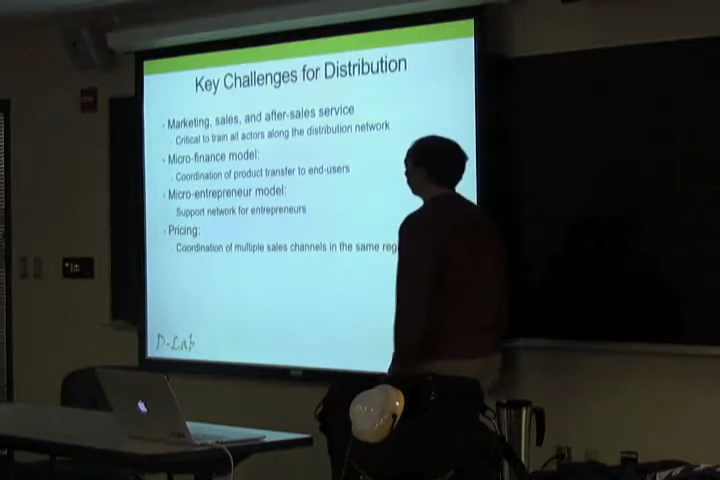 Key Challenges for Distribution
Marketing, sales, and after-sales service
Critical to train all actors along the distribution network
Micro-finance model:
Coordination of product transfer to end-users
Micro-entrepreneur model:
Support network for entrepreneurs
Pricing:
Coordination of multiple sales channels in the same reg
D-Lab